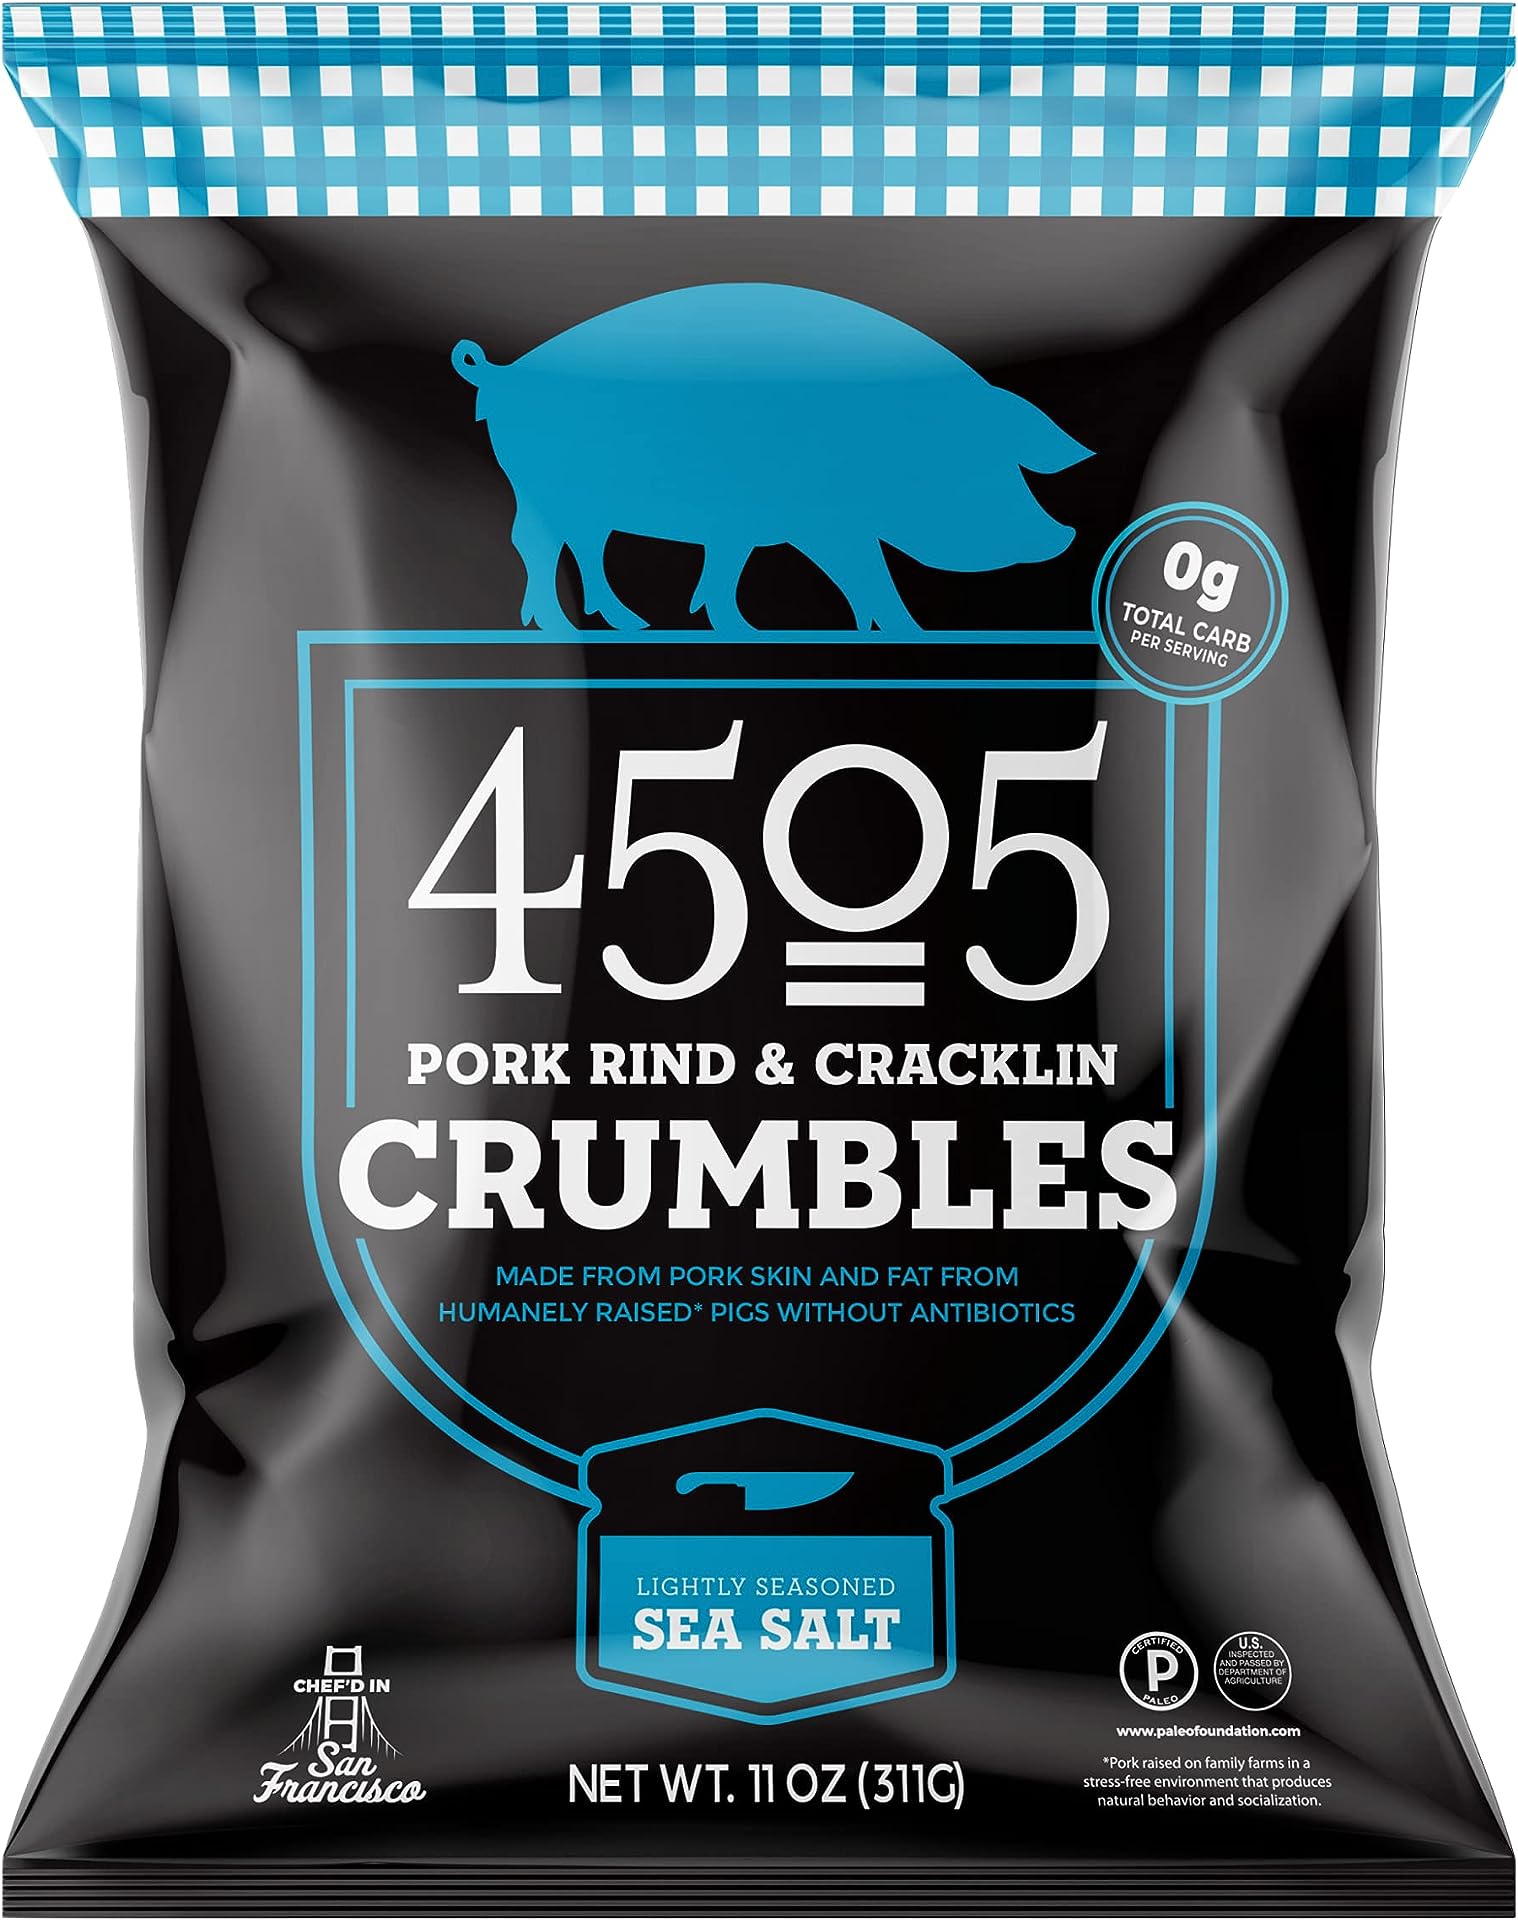 0g
TOTAL CARB
PER SERVING
4505
PORK RIND & CRACKLIN
CRUMBLES
MADE FROM PORK SKIN AND FAT FROM
HUMANELY RAISED* PIGS WITHOUT ANTIBIOTICS
LIGHTLY SEASONED
SEA SALT
CHEF'D IN
San
Francisco
NET WT. 11 OZ (311G)
CERTIFIED
P
PALEO
U.S.
INSPECTED
AND PASSED BY
DEPARTMENT OF
AGRICULTURE
www.paleofoundation.com
*Pork raised on family farms in a
stress-free environment that produces
natural behavior and socialization.